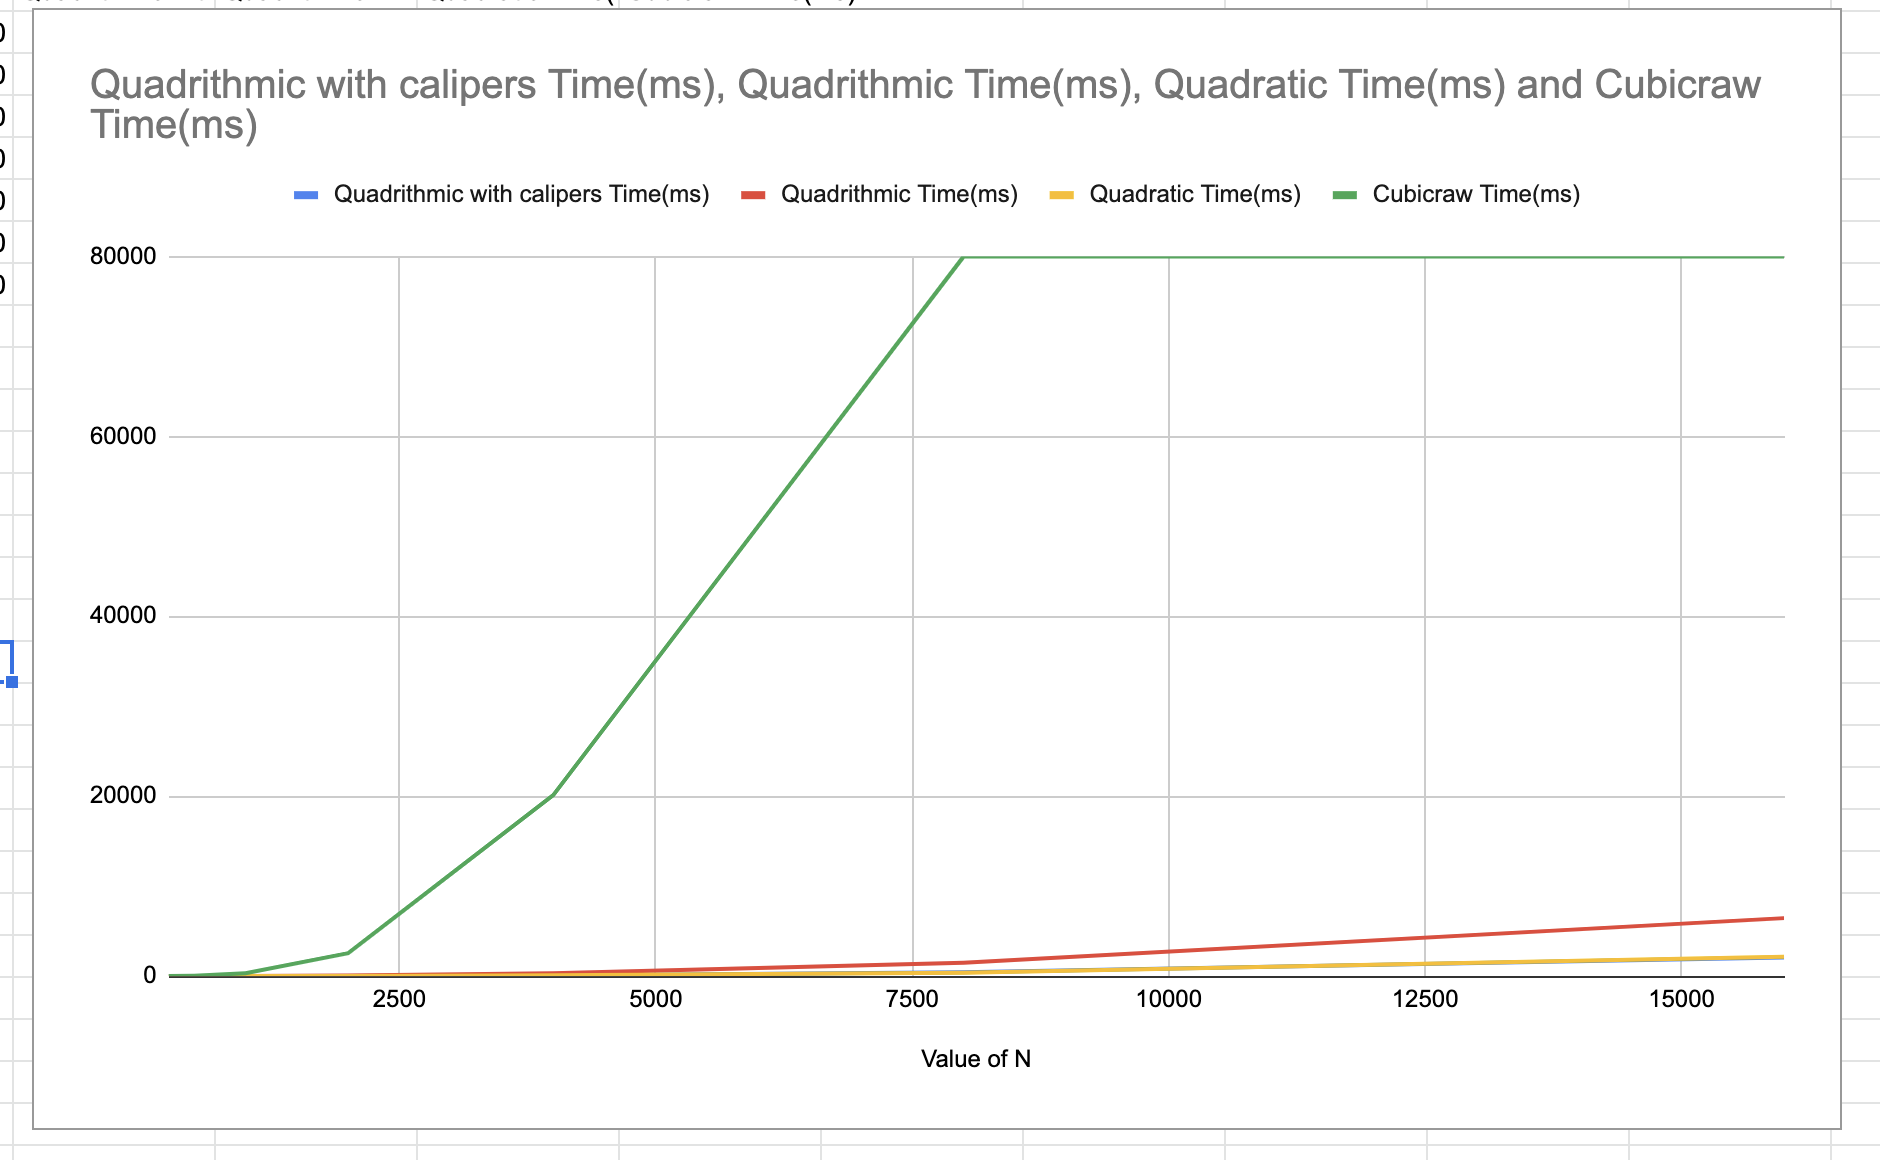 Quadrithmic with calipers Time(ms), Quadrithmic Time(ms), Quadratic Time(ms) and Cubicraw
Time(ms)
Quadrithmic with calipers Time(ms) Quadrithmic Time(ms) Quadratic Time(ms) Cubicraw Time(ms)
80000
60000
40000
20000
0
2500 5000 7500 10000 12500 15000
Value of N